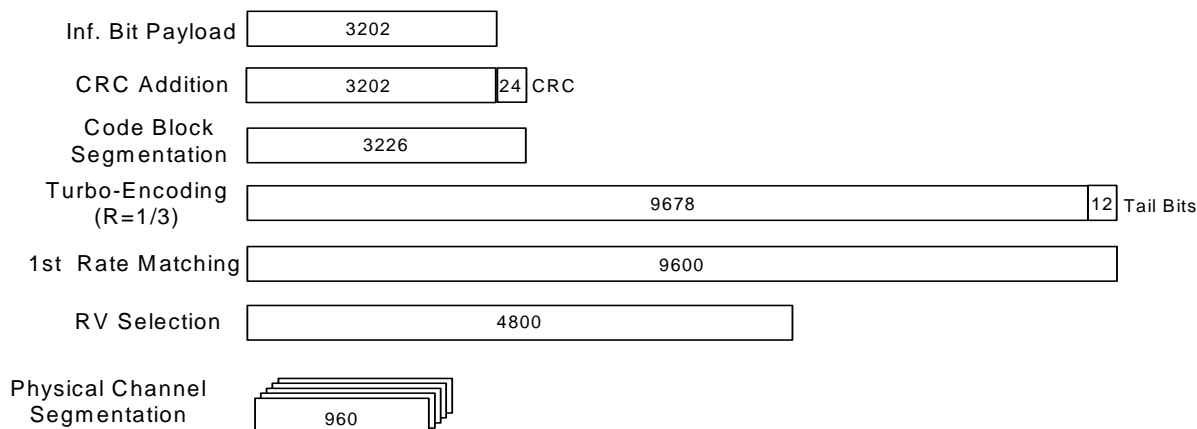 Inf. Bit Payload 3202
CRC Addition 3202 24 CRC
Code Block
Segmentation 3226
Turbo-Encoding
(R=1/3) 9678 12 Tail Bits
1st Rate Matching 9600
RV Selection 4800
Physical Channel
Segmentation 960